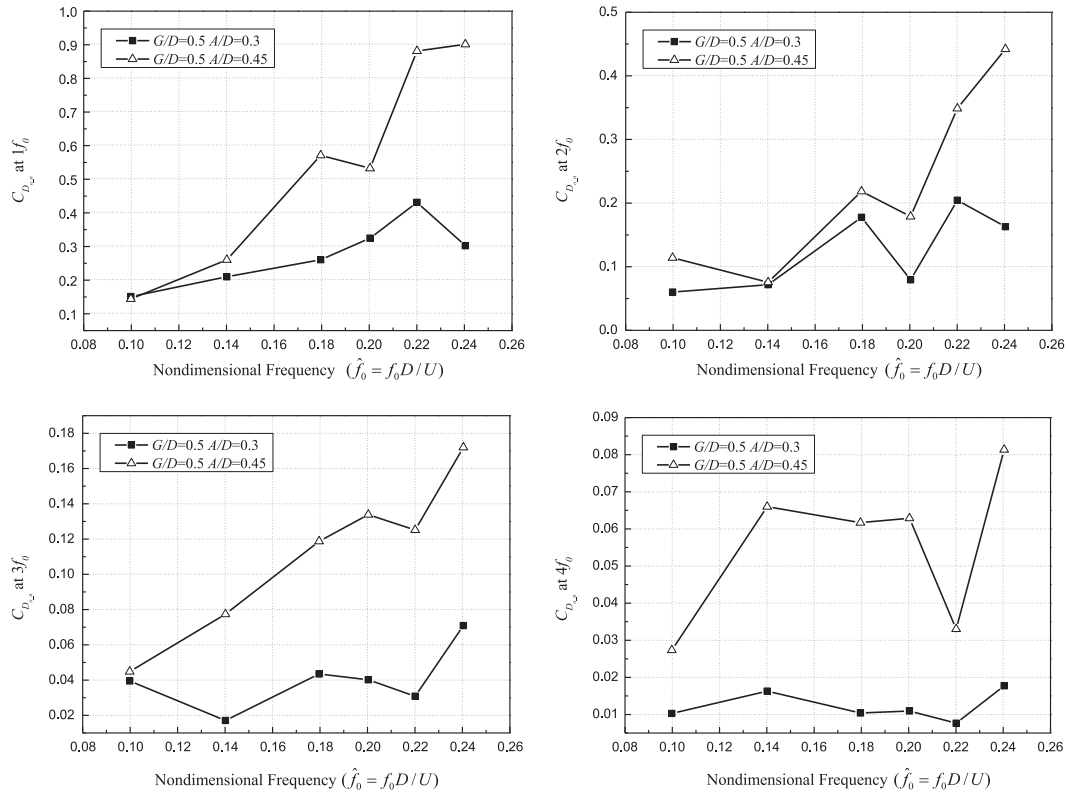 G/D=0.5 A/D=0.3
G/D=0.5 A/D=0.45
1.0
0.9
0.8
0.7
0.6
0.5
0.4
0.3
0.2
0.1
at 1f₀
0.08 0.10 0.12 0.14 0.16 0.18 0.20 0.22 0.24 0.26
Nondimensional Frequency (f̂₀ = f₀D/U)
G/D=0.5 A/D=0.3
G/D=0.5 A/D=0.45
0.5
0.4
0.3
0.2
0.1
0.0
at 2f₀
0.08 0.10 0.12 0.14 0.16 0.18 0.20 0.22 0.24 0.26
Nondimensional Frequency (f̂₀ = f₀D/U)
G/D=0.5 A/D=0.3
G/D=0.5 A/D=0.45
0.18
0.16
0.14
0.12
0.10
0.08
0.06
0.04
0.02
at 3f₀
0.08 0.10 0.12 0.14 0.16 0.18 0.20 0.22 0.24 0.26
Nondimensional Frequency (f̂₀ = f₀D/U)
G/D=0.5 A/D=0.3
G/D=0.5 A/D=0.45
0.09
0.08
0.07
0.06
0.05
0.04
0.03
0.02
0.01
at 4f₀
0.08 0.10 0.12 0.14 0.16 0.18 0.20 0.22 0.24 0.26
Nondimensional Frequency (f̂₀ = f₀D/U)